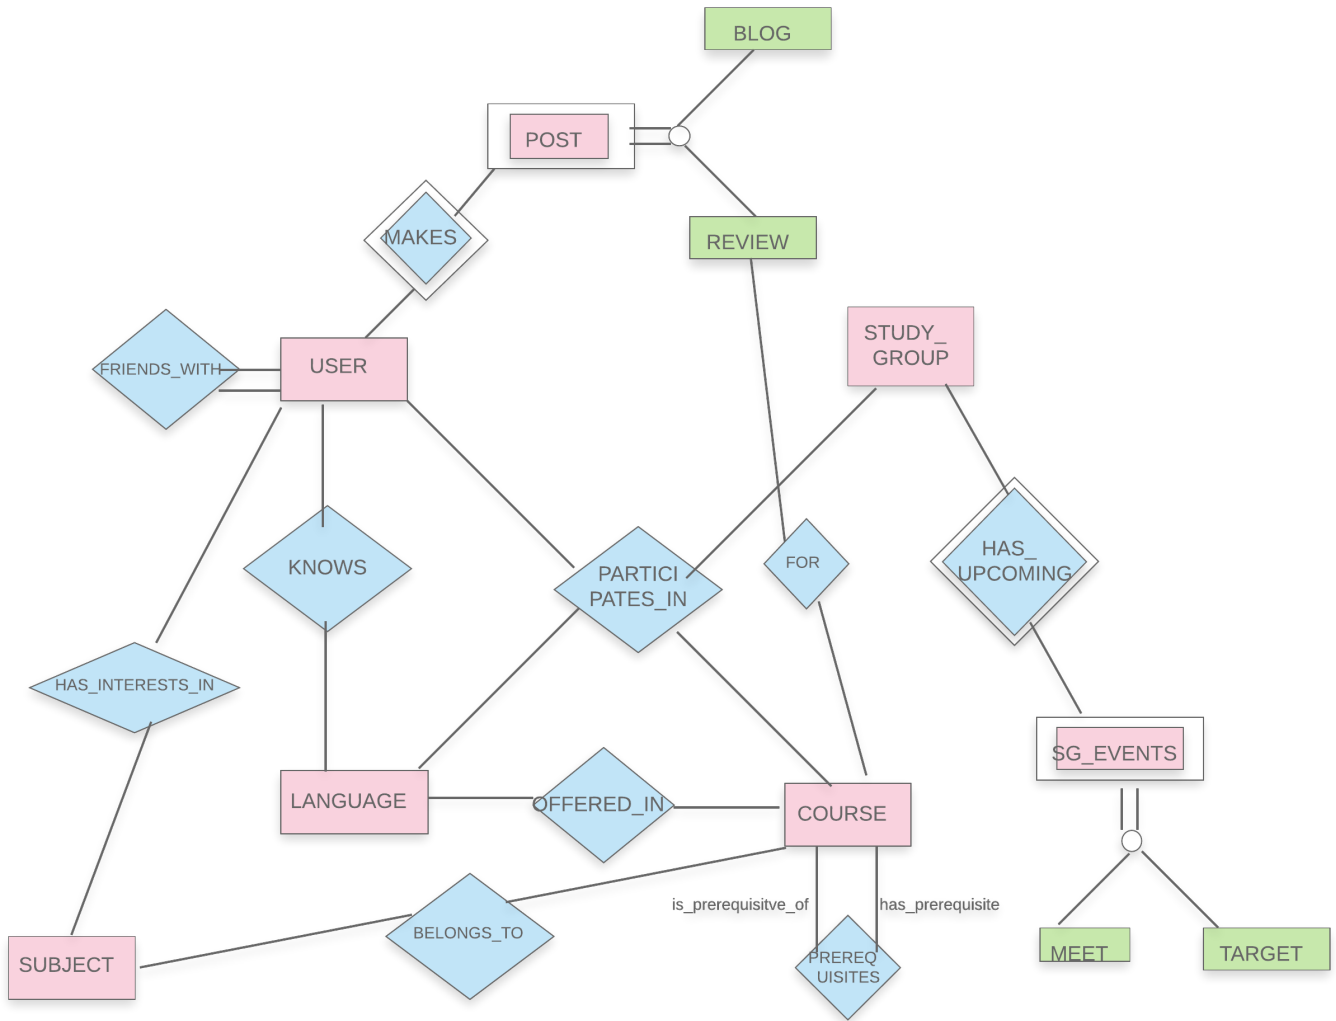 BLOG
POST
MAKES
REVIEW
STUDY_
GROUP
FRIENDS_WITH
USER
KNOWS
PARTICI
PATES_IN
FOR
HAS_
UPCOMING
HAS_INTERESTS_IN
SG_EVENTS
LANGUAGE
OFFERED_IN
COURSE
is_prerequisitve_of
has_prerequisite
BELONGS_TO
SUBJECT
PREREQ
UISITES
MEET
TARGET